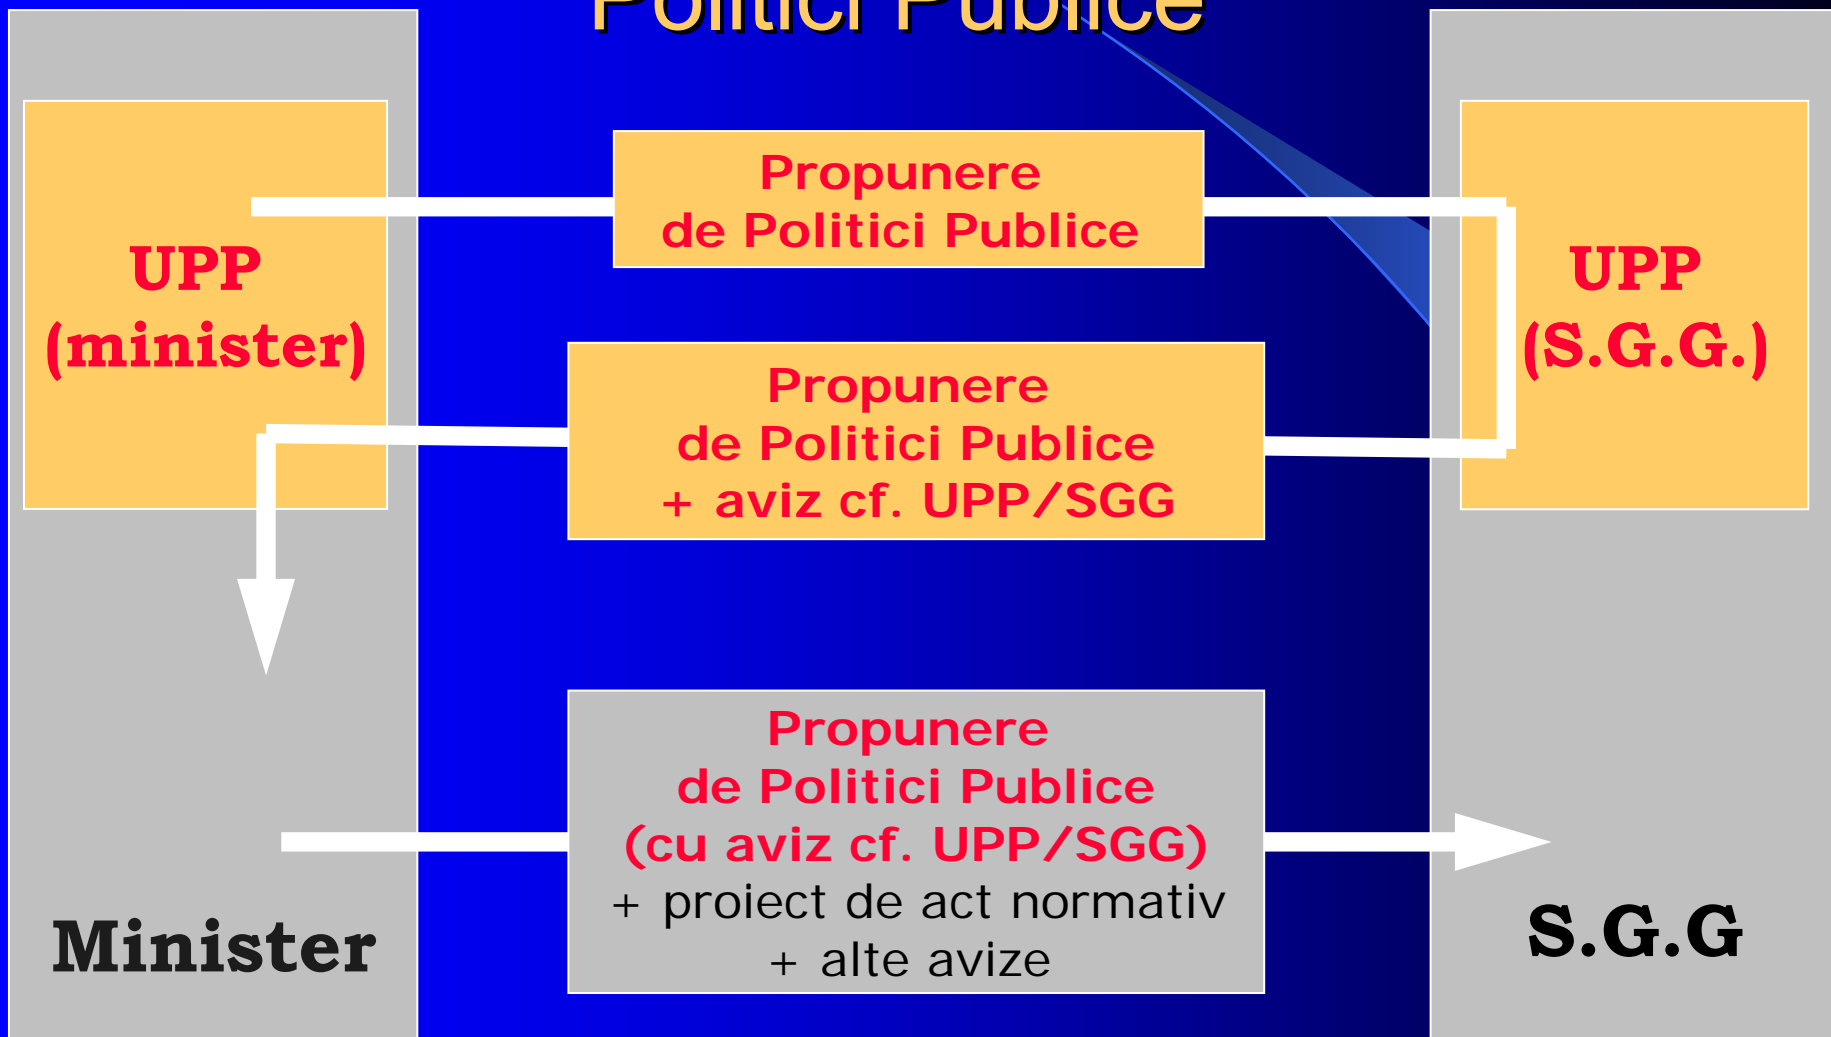 Politici Publice
UPP
(minister)
Propunere
de Politici Publice
UPP
(S.G.G.)
Propunere
de Politici Publice
+ aviz cf. UPP/SGG
Propunere
de Politici Publice
(cu aviz cf. UPP/SGG)
+ proiect de act normativ
+ alte avize
Minister
S.G.G